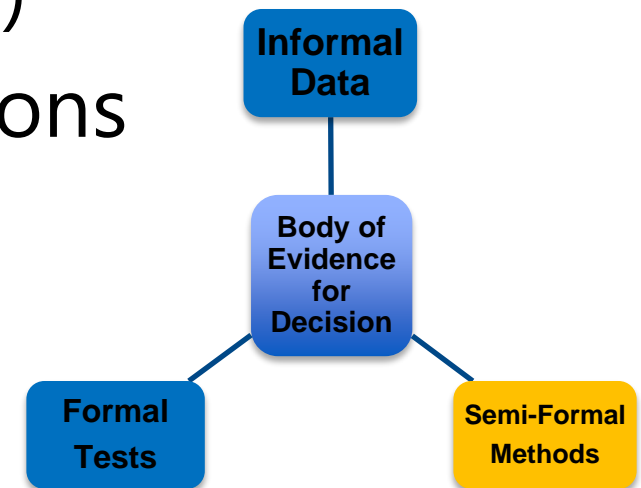 )
ons
Informal
Data
Body of
Evidence
for
Decision
Formal
Tests
Semi-Formal
Methods